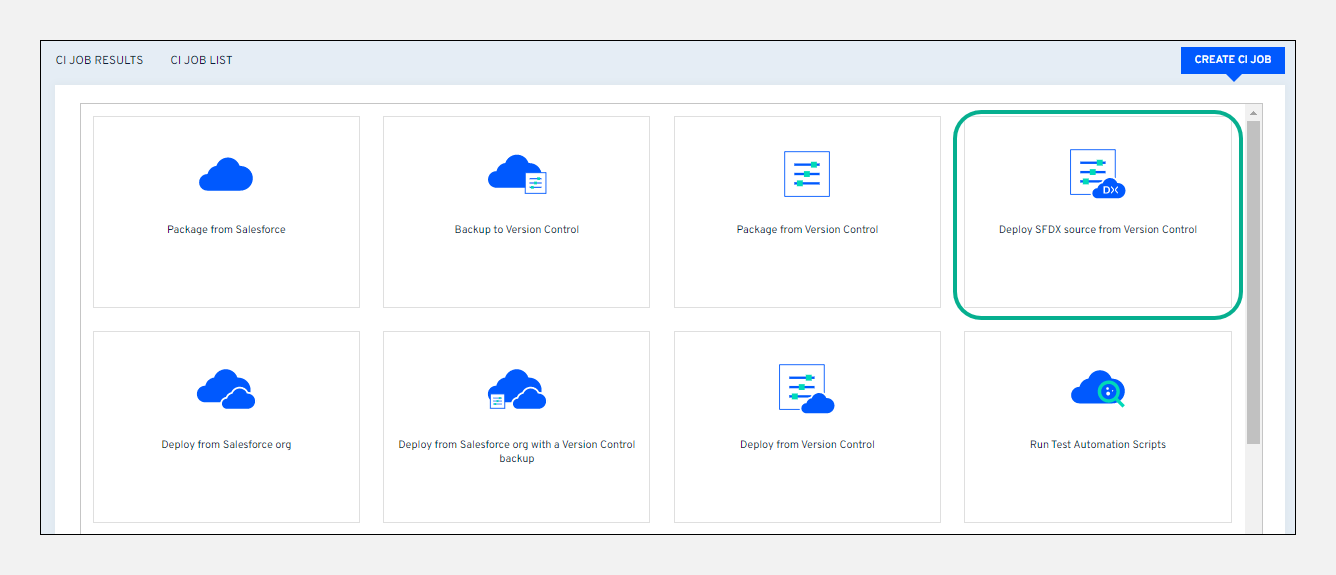 CI JOB RESULTS
CI JOB LIST
CREATE CI JOB
Package from Salesforce
Backup to Version Control
Package from Version Control
DX
Deploy SFDX source from Version Control
Deploy from Salesforce org
Deploy from Salesforce org with a Version Control
backup
Deploy from Version Control
Run Test Automation Scripts